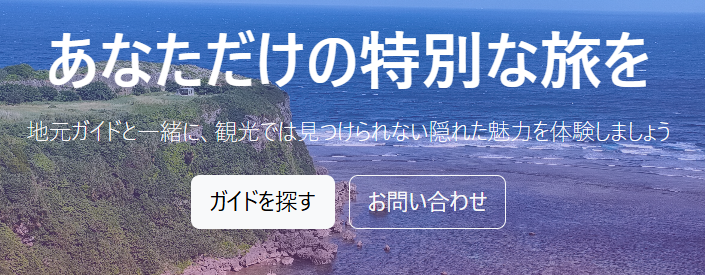 あなただけの特別な旅を
地元ガイドと一緒に、観光では見つけられない隠れた魅力を体験しましょう
ガイドを探す
お問い合わせ